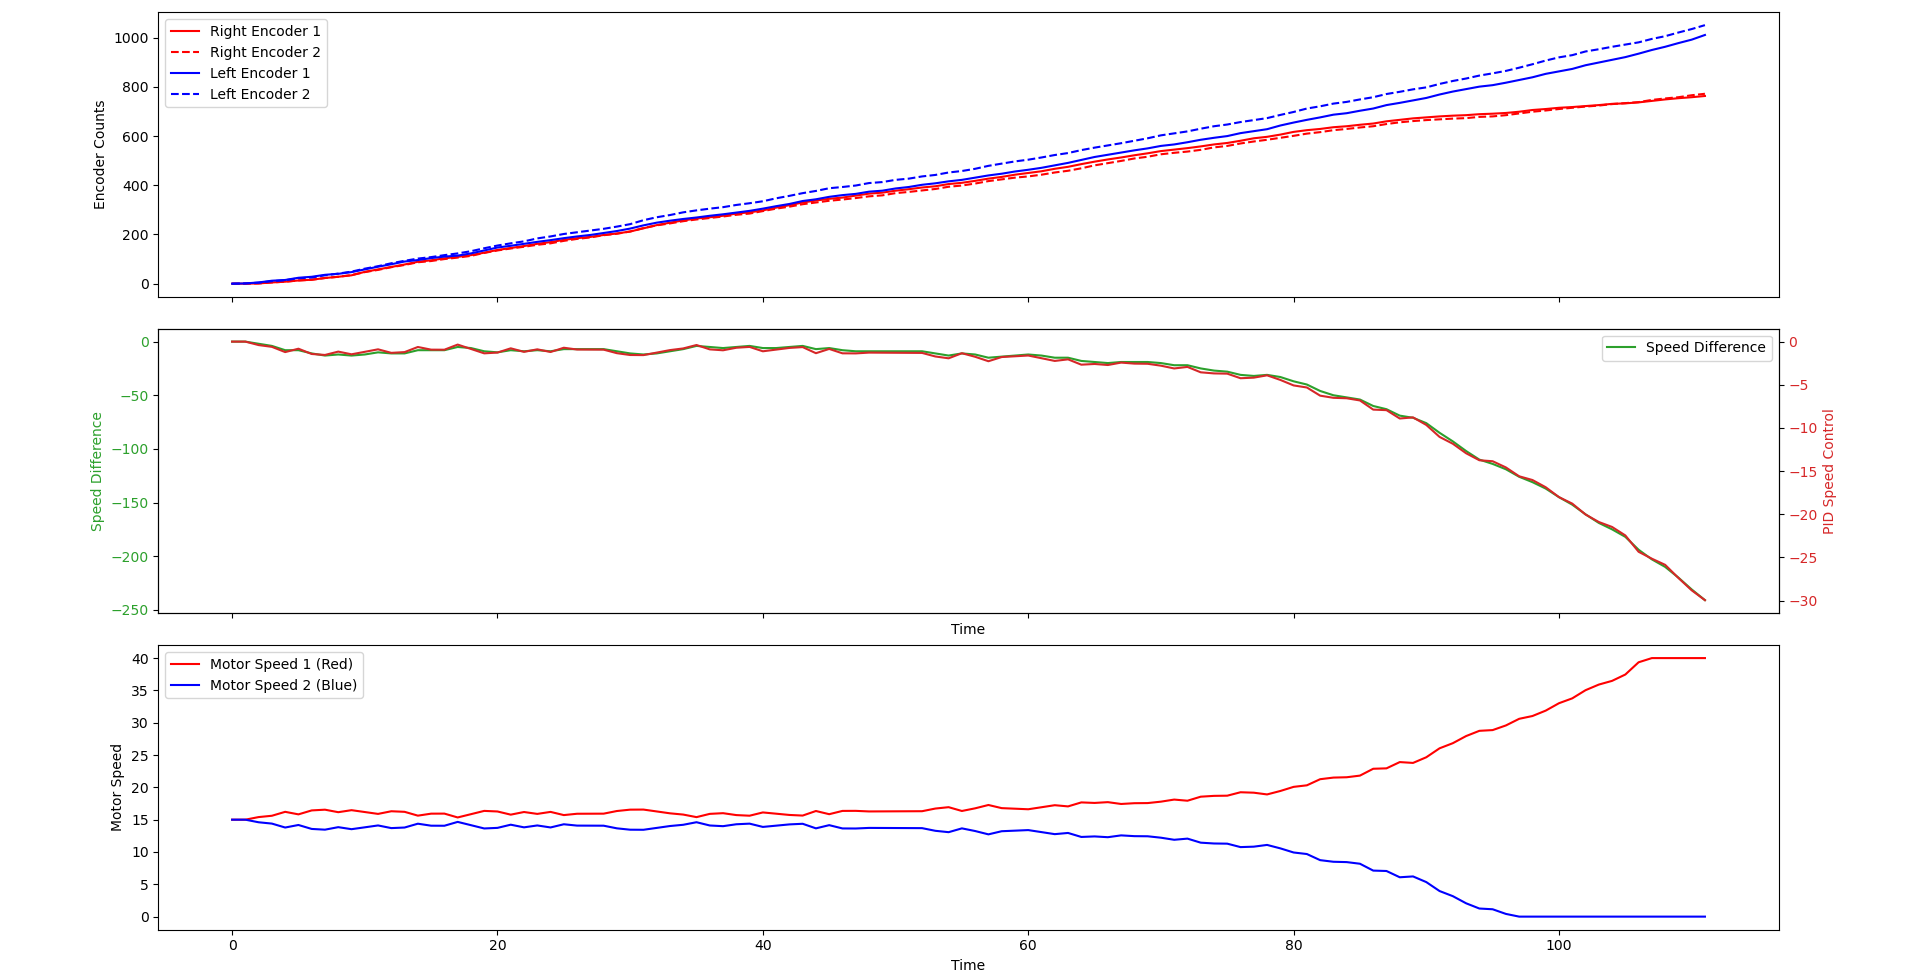 Encoder Counts
1000
800
600
400
200
0
Right Encoder 1
Right Encoder 2
Left Encoder 1
Left Encoder 2
Speed Difference
0
−50
−100
−150
−200
−250
Speed Difference
0
−5
−10
−15
−20
−25
−30
PID Speed Control
Time
Motor Speed
40
35
30
25
20
15
10
5
0
Motor Speed 1 (Red)
Motor Speed 2 (Blue)
0 20 40 60 80 100
Time